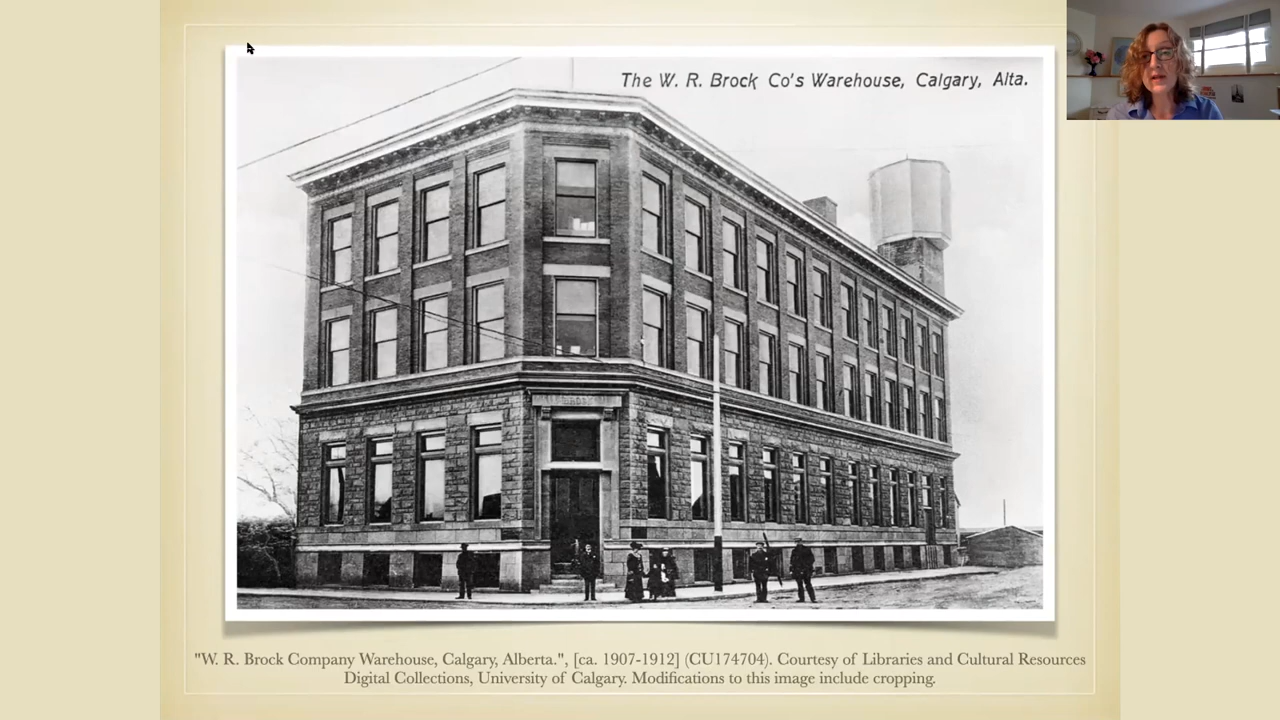 The W. R. Brock Co's Warehouse, Calgary, Alta.
"W. R. Brock Company Warehouse, Calgary, Alberta.", [ca. 1907-1912] (CU174704). Courtesy of Libraries and Cultural Resources
Digital Collections, University of Calgary. Modifications to this image include cropping.